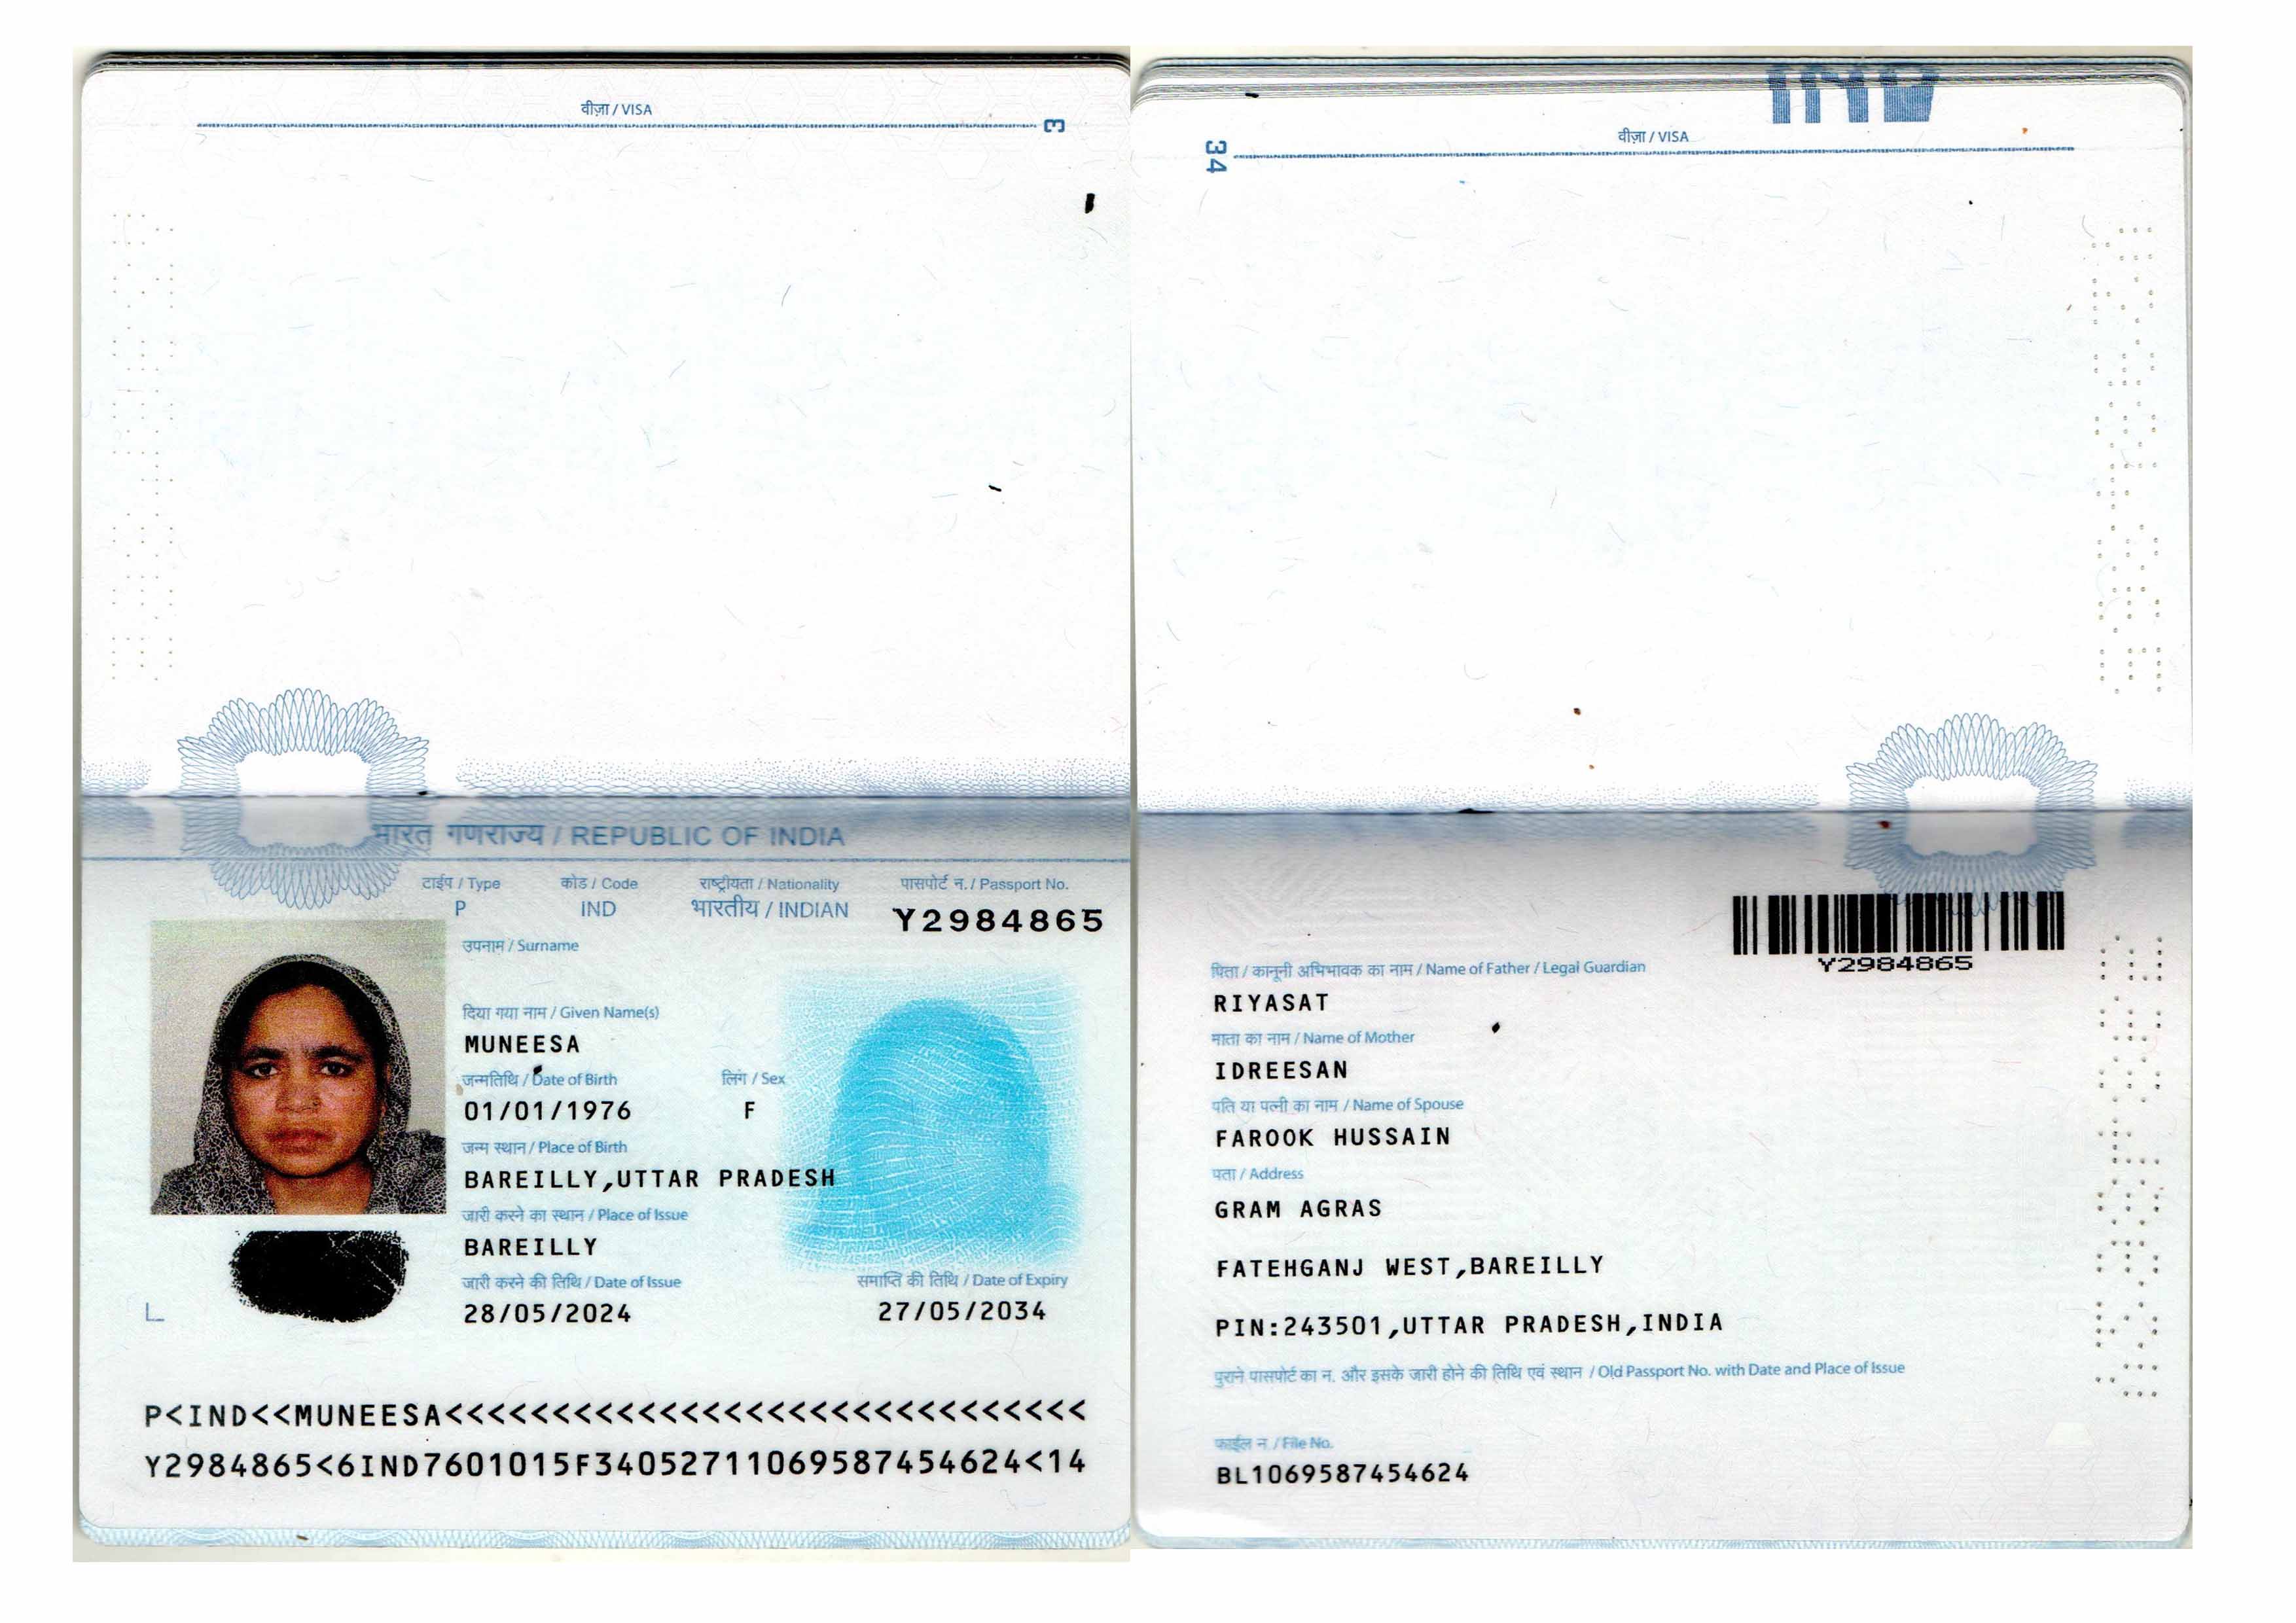 वीज़ा / VISA
3
भारत गणराज्य / REPUBLIC OF INDIA
टाईप / Type कोड / Code राष्ट्रीयता / Nationality पासपोर्ट न. / Passport No.
P IND भारतीय / INDIAN Y2984865
उपनाम / Surname
दिया गया नाम / Given Name(s)
MUNEESA
जन्मतिथि / Date of Birth लिंग / Sex
01/01/1976 F
जन्म स्थान / Place of Birth
BAREILLY,UTTAR PRADESH
जारी करने का स्थान / Place of Issue
BAREILLY
जारी करने की तिथि / Date of Issue समाप्ति की तिथि / Date of Expiry
28/05/2024 27/05/2034
P<IND<<MUNEESA<<<<<<<<<<<<<<<<<<<<<<<<<<<<<<
Y2984865<6IND7601015F34052711069587454624<14
वीज़ा / VISA
34
Y2984865
पिता / कानूनी अभिभावक का नाम / Name of Father / Legal Guardian
RIYASAT
माता का नाम / Name of Mother
IDREESAN
पति या पत्नी का नाम / Name of Spouse
FAROOK HUSSAIN
पता / Address
GRAM AGRAS
FATEHGANJ WEST,BAREILLY
PIN:243501,UTTAR PRADESH,INDIA
पुराने पासपोर्ट का न. और इसके जारी होने की तिथि एवं स्थान / Old Passport No. with Date and Place of Issue
फाईल न. / File No.
BL1069587454624